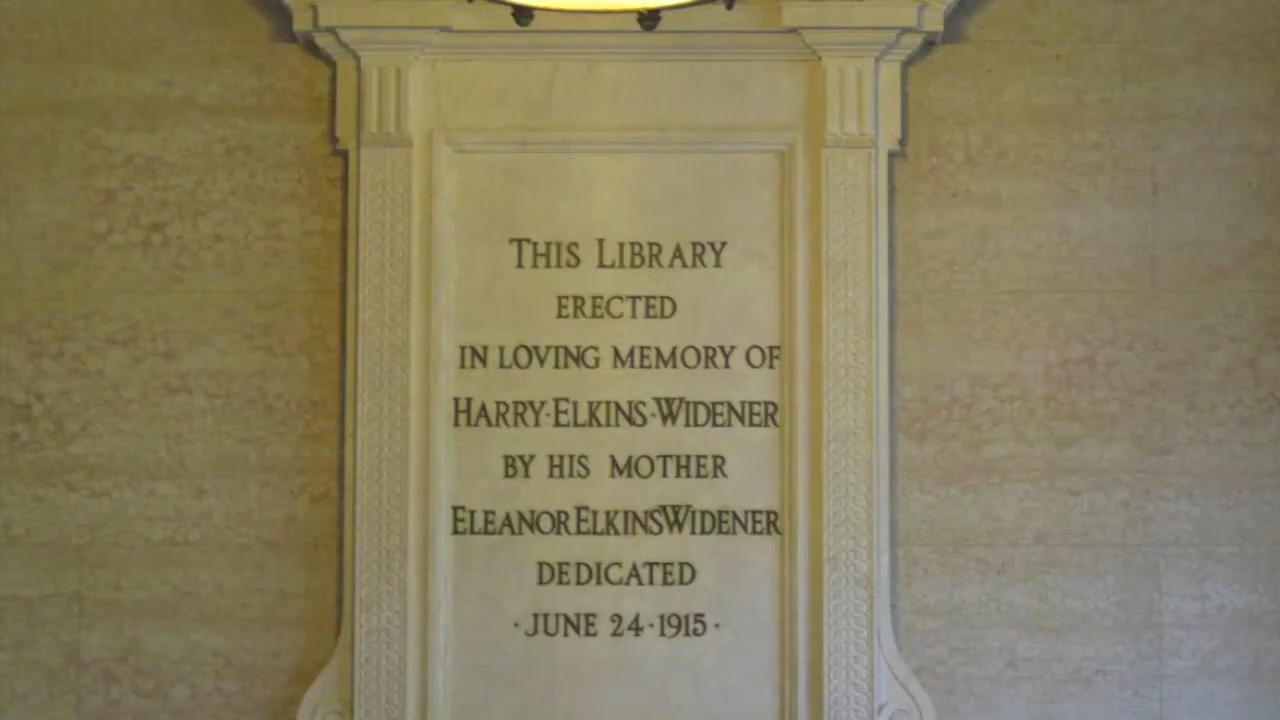 THIS LIBRARY
ERECTED
IN LOVING MEMORY OF
HARRY·ELKINS·WIDENER
BY HIS MOTHER
ELEANOR ELKINS WIDENER
DEDICATED
·JUNE 24·1915·